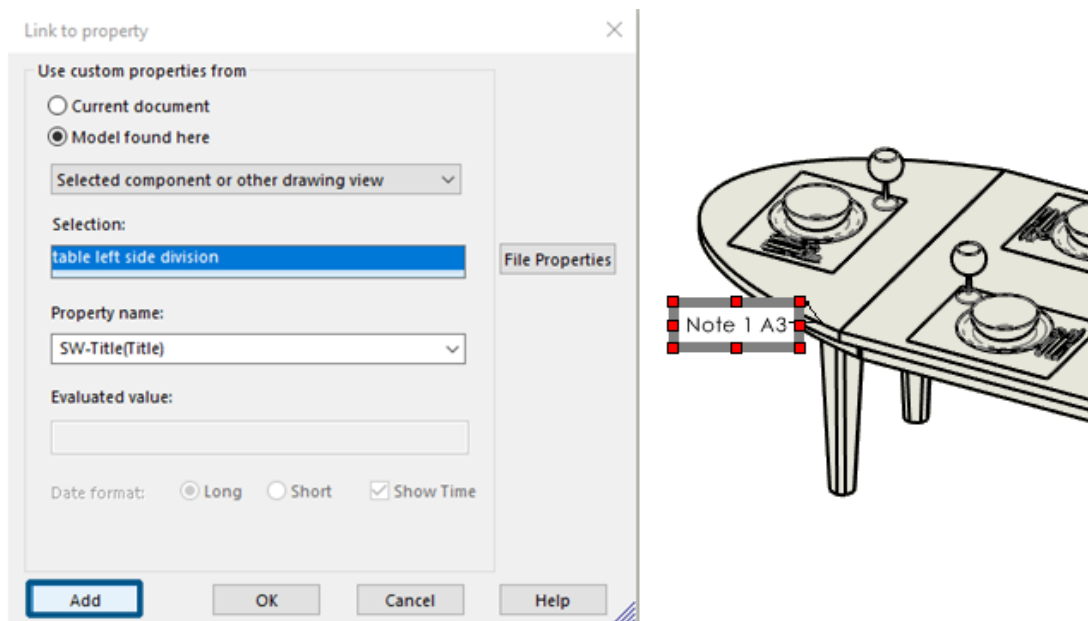 Link to property
Use custom properties from
Current document
Model found here
Selected component or other drawing view
Selection:
table left side division
File Properties
Property name:
SW-Title(Title)
Evaluated value:
Date format:
Long
Short
Show Time
Add
OK
Cancel
Help
Note 1 A3